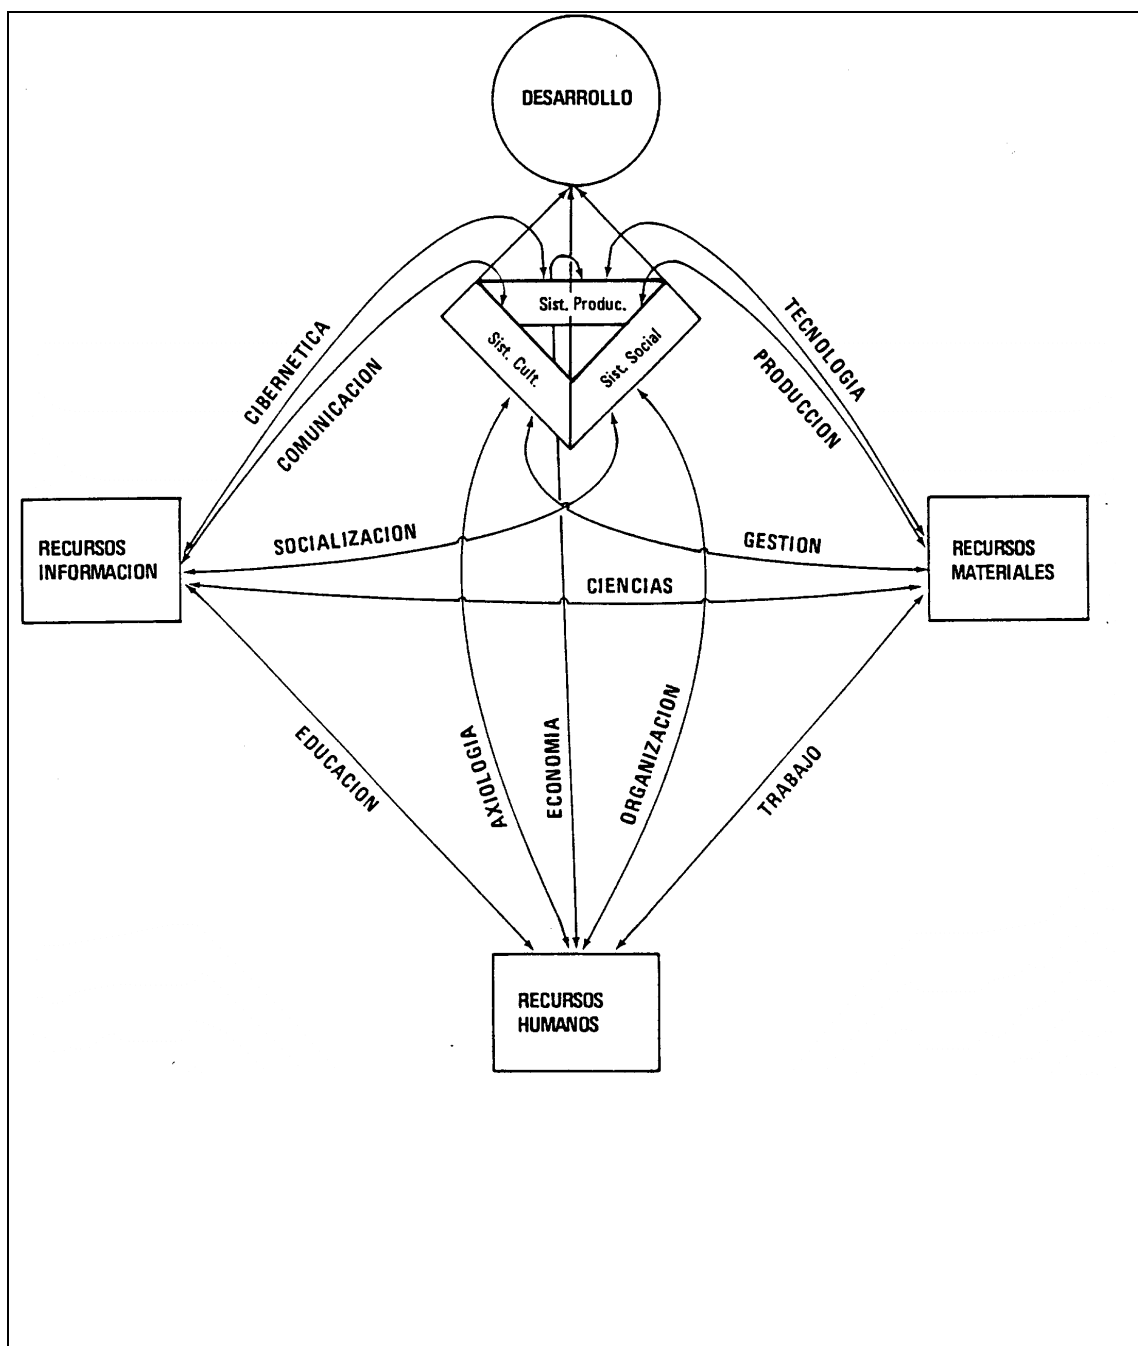 DESARROLLO
Sist. Produc.
Sist. Cult.
Sist. Social
CIBERNETICA
COMUNICACION
TECNOLOGIA
PRODUCCION
RECURSOS
INFORMACION
SOCIALIZACION
GESTION
CIENCIAS
RECURSOS
MATERIALES
EDUCACION
AXIOLOGIA
ECONOMIA
ORGANIZACION
TRABAJO
RECURSOS
HUMANOS